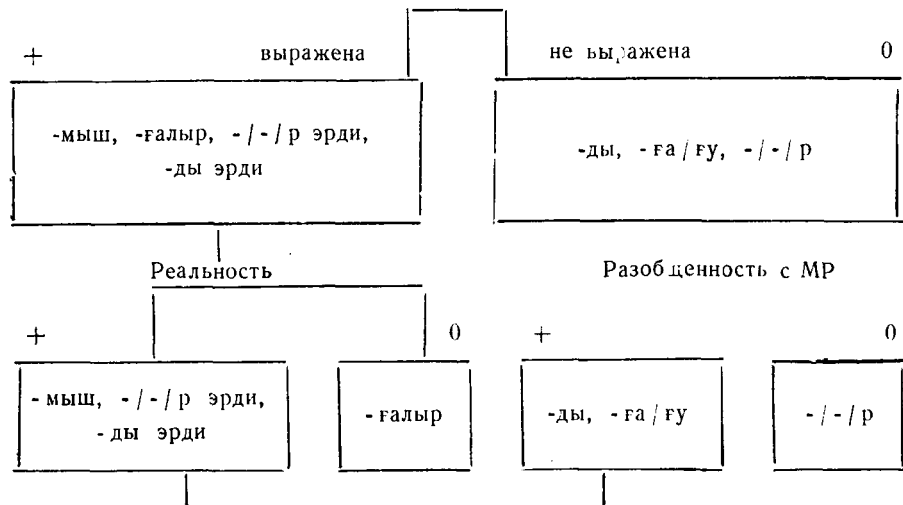 + выражена не выражена 0
-мыш, -ғалыр, -/-/р эрди,
-ды эрди
-ды, -ға/ғу, -/-/р
Реальность Разобщенность с МР
+ 0 + 0
-мыш, -/-/р эрди,
-ды эрди
-ғалыр
-ды, -ға/ғу
-/-/р